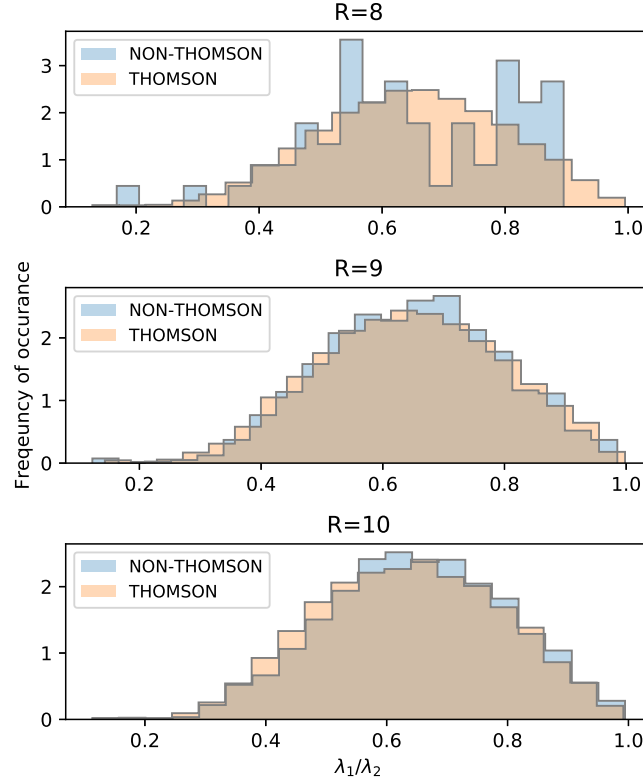 R=8
NON-THOMSON
THOMSON
3
2
1
0
0.2 0.4 0.6 0.8 1.0
R=9
NON-THOMSON
THOMSON
2
1
0
0.2 0.4 0.6 0.8 1.0
Freqeuncy of occurance
R=10
NON-THOMSON
THOMSON
2
1
0
0.2 0.4 0.6 0.8 1.0
λ₁/λ₂